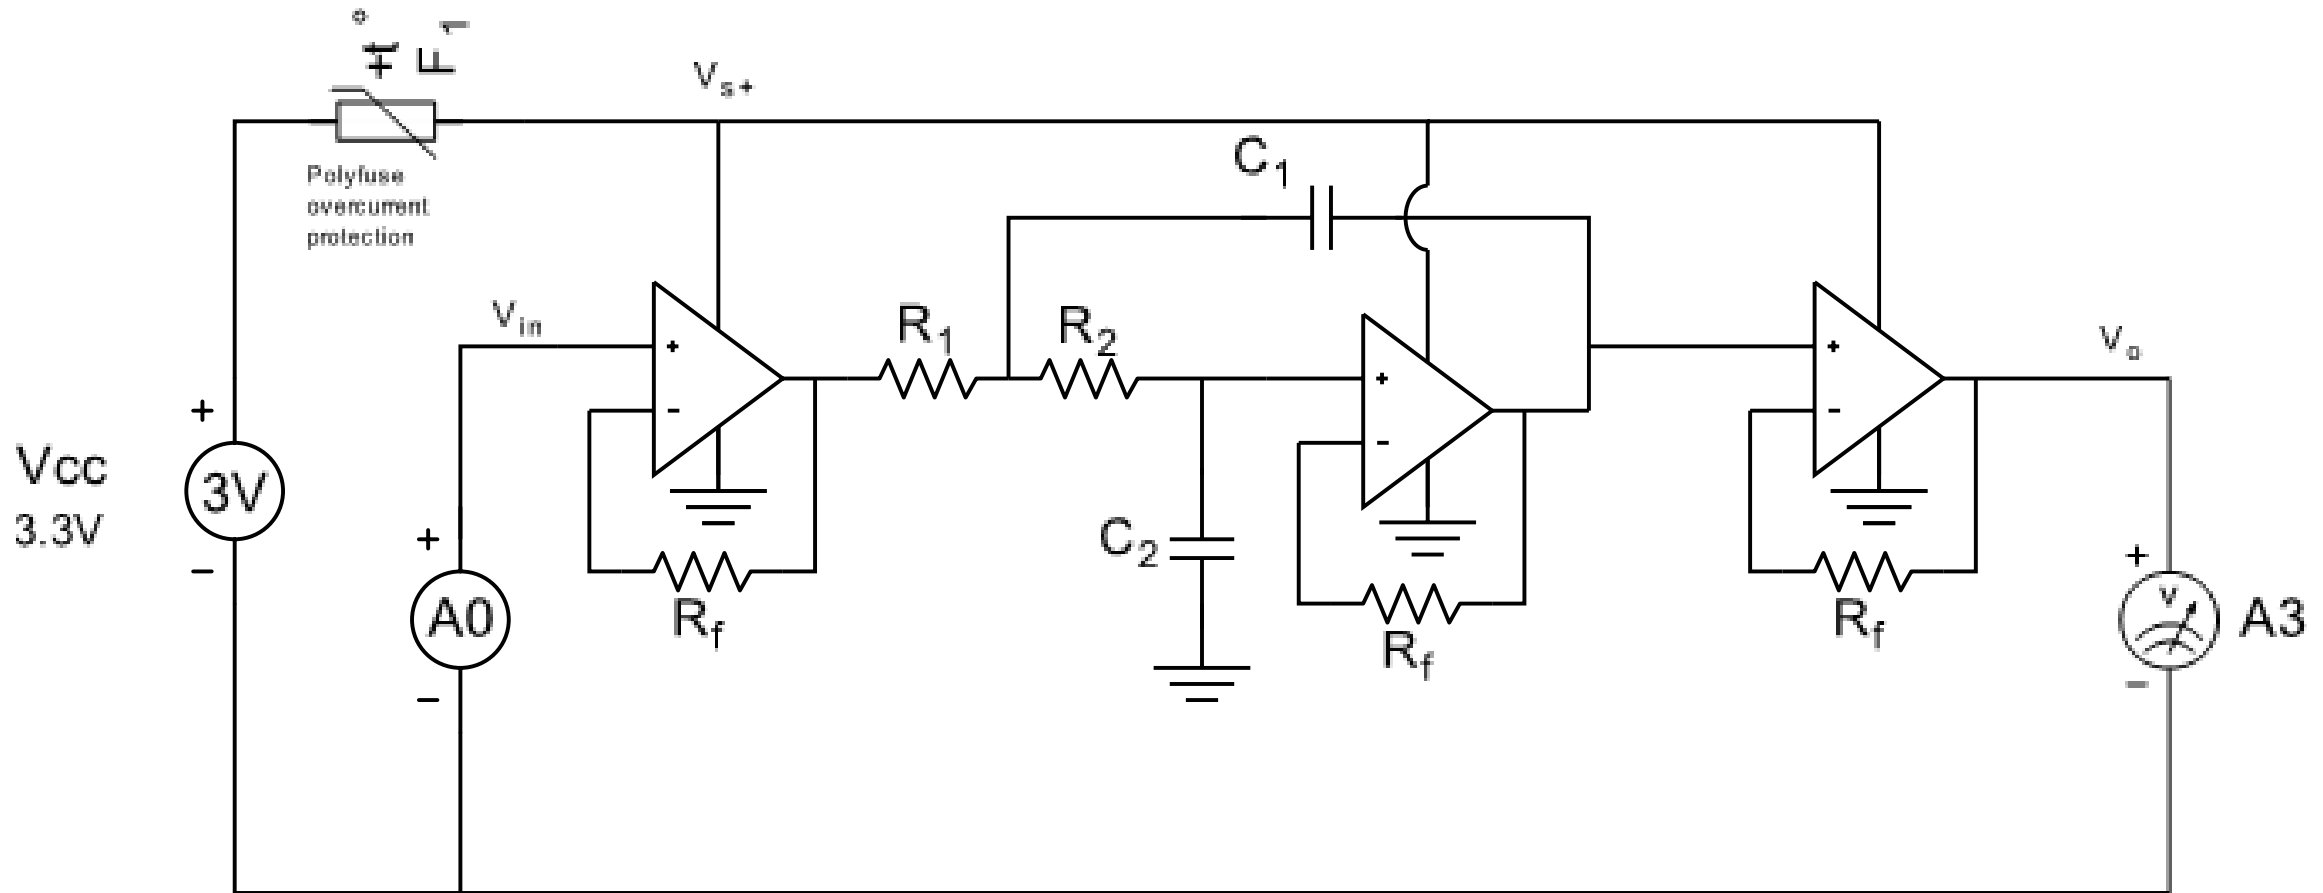 +t°
F1
Vs+
Polyfuse
overcurrent
protection
C1
Vin
R1
R2
Vo
+
-
+
-
+
-
+
Vcc
3V
3.3V
−
+
A0
−
C2
Rf
Rf
Rf
+
V
A3
−